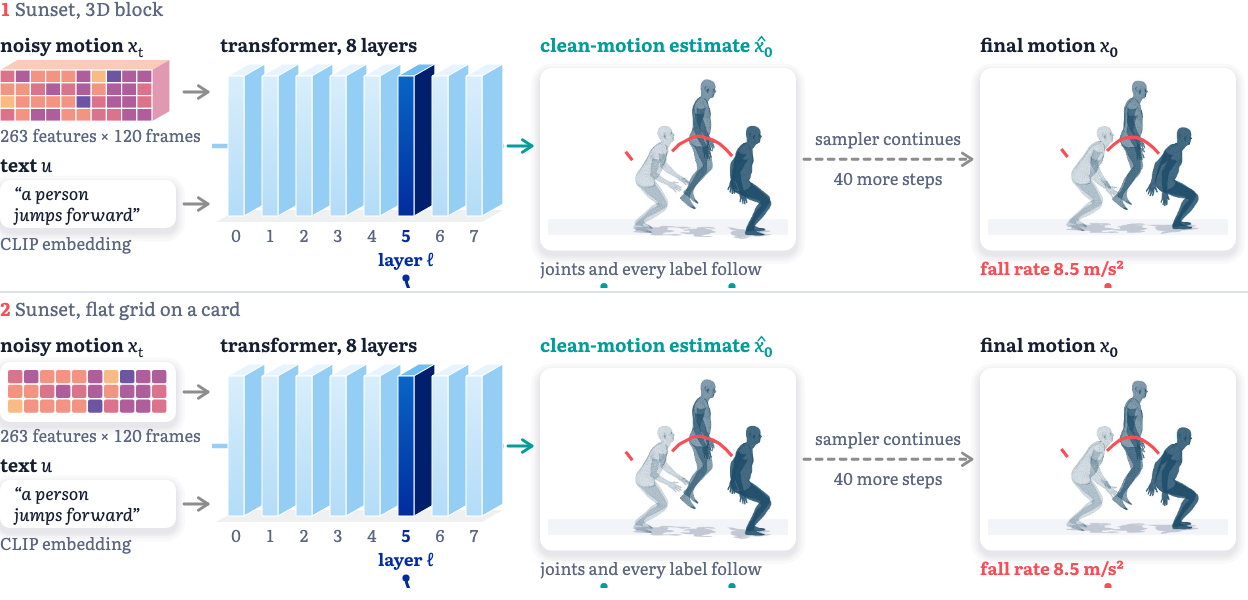 1 Sunset, 3D block
noisy motion xₜ
transformer, 8 layers
clean-motion estimate x̂₀
final motion x₀
263 features × 120 frames
text u
“a person
jumps forward”
CLIP embedding
0 1 2 3 4 5 6 7
layer ℓ
sampler continues
40 more steps
joints and every label follow
fall rate 8.5 m/s²
2 Sunset, flat grid on a card
noisy motion xₜ
transformer, 8 layers
clean-motion estimate x̂₀
final motion x₀
263 features × 120 frames
text u
“a person
jumps forward”
CLIP embedding
0 1 2 3 4 5 6 7
layer ℓ
sampler continues
40 more steps
joints and every label follow
fall rate 8.5 m/s²